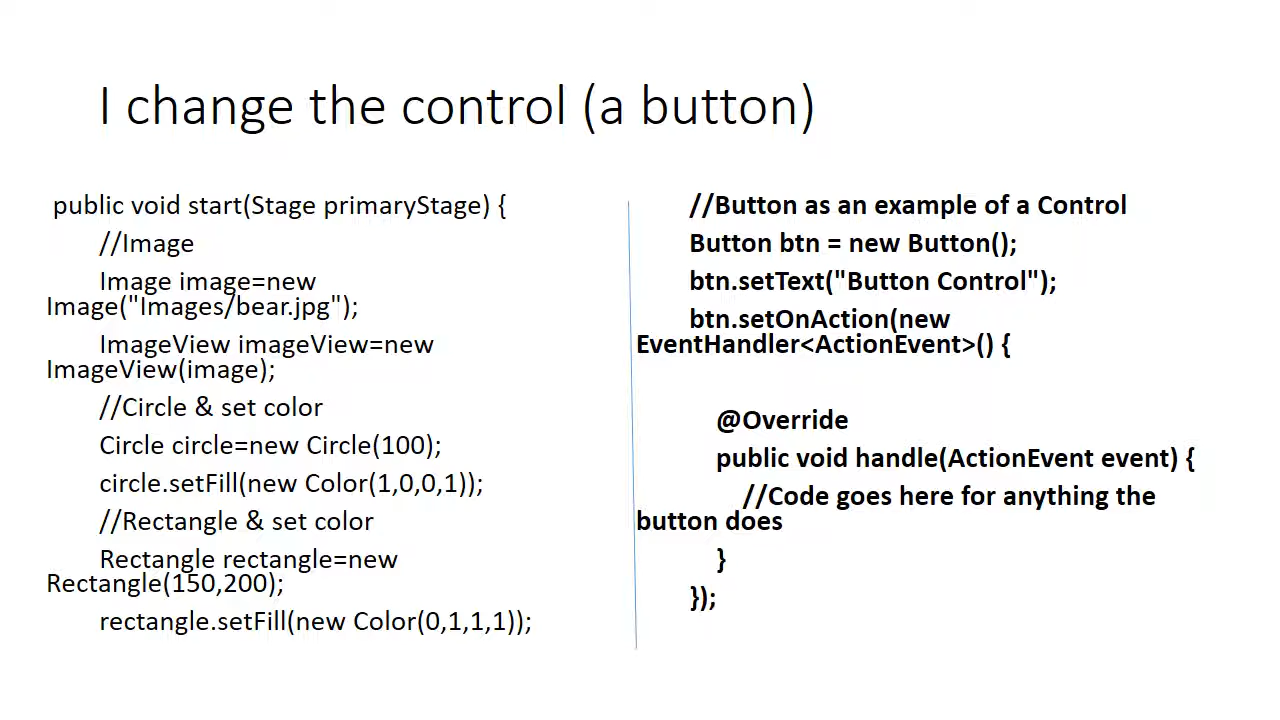 I change the control (a button)
public void start(Stage primaryStage) {
//Image
Image image=new
Image("Images/bear.jpg");
ImageView imageView=new
ImageView(image);
//Circle & set color
Circle circle=new Circle(100);
circle.setFill(new Color(1,0,0,1));
//Rectangle & set color
Rectangle rectangle=new
Rectangle(150,200);
rectangle.setFill(new Color(0,1,1,1));
//Button as an example of a Control
Button btn = new Button();
btn.setText("Button Control");
btn.setOnAction(new
EventHandler<ActionEvent>() {
@Override
public void handle(ActionEvent event) {
//Code goes here for anything the
button does
}
});